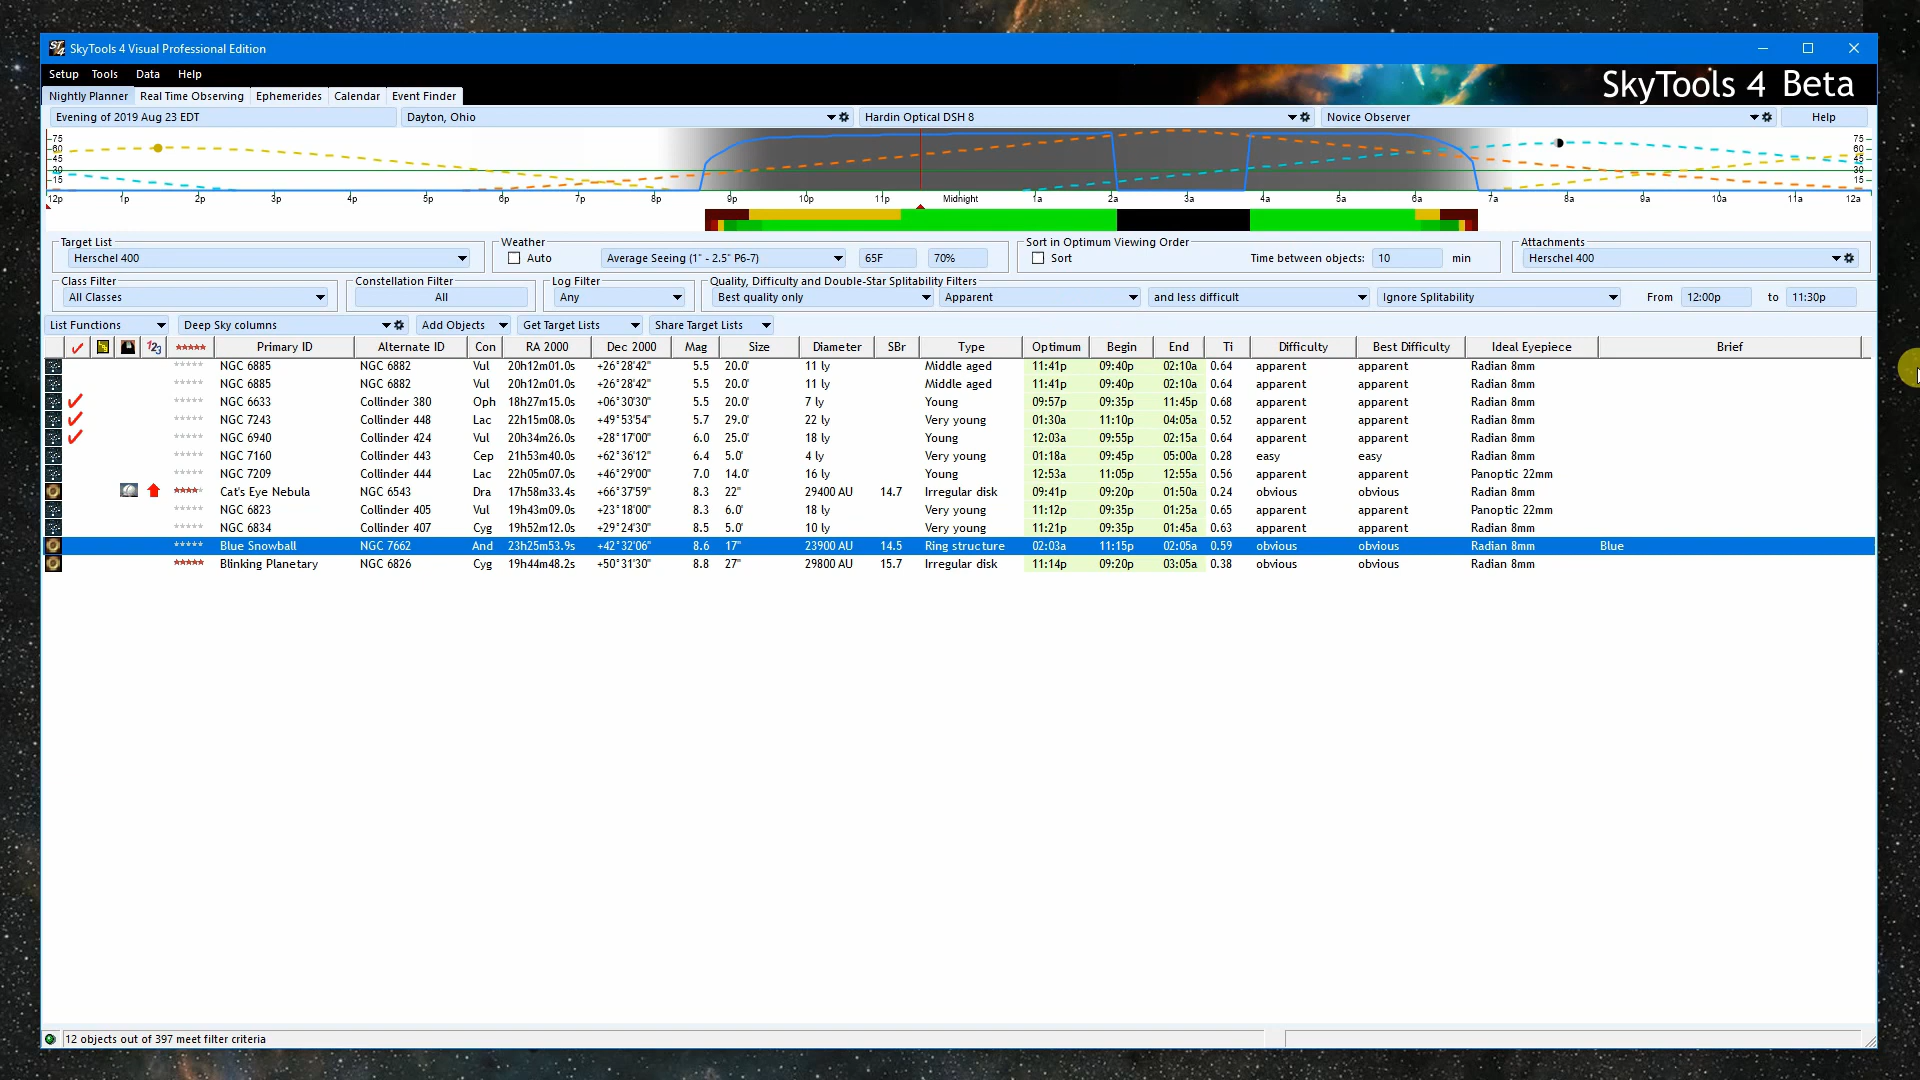 SkyTools 4 Visual Professional Edition
Setup Tools Data Help
SkyTools 4 Beta
Nightly Planner Real Time Observing Ephemerides Calendar Event Finder
Evening of 2019 Aug 23 EDT Dayton, Ohio Hardin Optical DSH 8 Novice Observer Help
75 75
60 60
45 45
30 30
15 15
12p 1p 2p 3p 4p 5p 6p 7p 8p 9p 10p 11p Midnight 1a 2a 3a 4a 5a 6a 7a 8a 9a 10a 11a 12a
Target List Weather Sort in Optimum Viewing Order Attachments
Herschel 400 Auto Average Seeing (1" - 2.5" P6-7) 65F 70% Sort Time between objects: 10 min Herschel 400
Class Filter Constellation Filter Log Filter Quality, Difficulty and Double-Star Splitability Filters
All Classes All Any Best quality only Apparent and less difficult Ignore Splitability From 12:00p to 11:30p
List Functions Deep Sky columns Add Objects Get Target Lists Share Target Lists
123 ***** Primary ID Alternate ID Con RA 2000 Dec 2000 Mag Size Diameter SBr Type Optimum Begin End Ti Difficulty Best Difficulty Ideal Eyepiece Brief
***** NGC 6885 NGC 6882 Vul 20h12m01.0s +26°28'42" 5.5 20.0' 11 ly Middle aged 11:41p 09:40p 02:10a 0.64 apparent apparent Radian 8mm
***** NGC 6885 NGC 6882 Vul 20h12m01.0s +26°28'42" 5.5 20.0' 11 ly Middle aged 11:41p 09:40p 02:10a 0.64 apparent apparent Radian 8mm
***** NGC 6633 Collinder 380 Oph 18h27m15.0s +06°30'30" 5.5 20.0' 7 ly Young 09:57p 09:35p 11:45p 0.68 apparent apparent Radian 8mm
***** NGC 7243 Collinder 448 Lac 22h15m08.0s +49°53'54" 5.7 29.0' 22 ly Very young 01:30a 11:10p 04:05a 0.52 apparent apparent Radian 8mm
***** NGC 6940 Collinder 424 Vul 20h34m26.0s +28°17'00" 6.0 25.0' 18 ly Young 12:03a 09:55p 02:15a 0.64 apparent apparent Radian 8mm
***** NGC 7160 Collinder 443 Cep 21h53m40.0s +62°36'12" 6.4 5.0' 4 ly Very young 01:18a 09:45p 05:00a 0.28 easy easy Radian 8mm
***** NGC 7209 Collinder 444 Lac 22h05m07.0s +46°29'00" 7.0 14.0' 16 ly Young 12:53a 11:05p 12:55a 0.56 apparent apparent Panoptic 22mm
***** Cat's Eye Nebula NGC 6543 Dra 17h58m33.4s +66°37'59" 8.3 22" 29400 AU 14.7 Irregular disk 09:41p 09:20p 01:50a 0.24 obvious obvious Radian 8mm
***** NGC 6823 Collinder 405 Vul 19h43m09.0s +23°18'00" 8.3 6.0' 18 ly Very young 11:12p 09:35p 01:25a 0.65 apparent apparent Panoptic 22mm
***** NGC 6834 Collinder 407 Cyg 19h52m12.0s +29°24'30" 8.5 5.0' 10 ly Very young 11:21p 09:35p 01:45a 0.63 apparent apparent Radian 8mm
***** Blue Snowball NGC 7662 And 23h25m53.9s +42°32'06" 8.6 17" 23900 AU 14.5 Ring structure 02:03a 11:15p 02:05a 0.59 obvious obvious Radian 8mm Blue
***** Blinking Planetary NGC 6826 Cyg 19h44m48.2s +50°31'30" 8.8 27" 29800 AU 15.7 Irregular disk 11:14p 09:20p 03:05a 0.38 obvious obvious Radian 8mm
12 objects out of 397 meet filter criteria